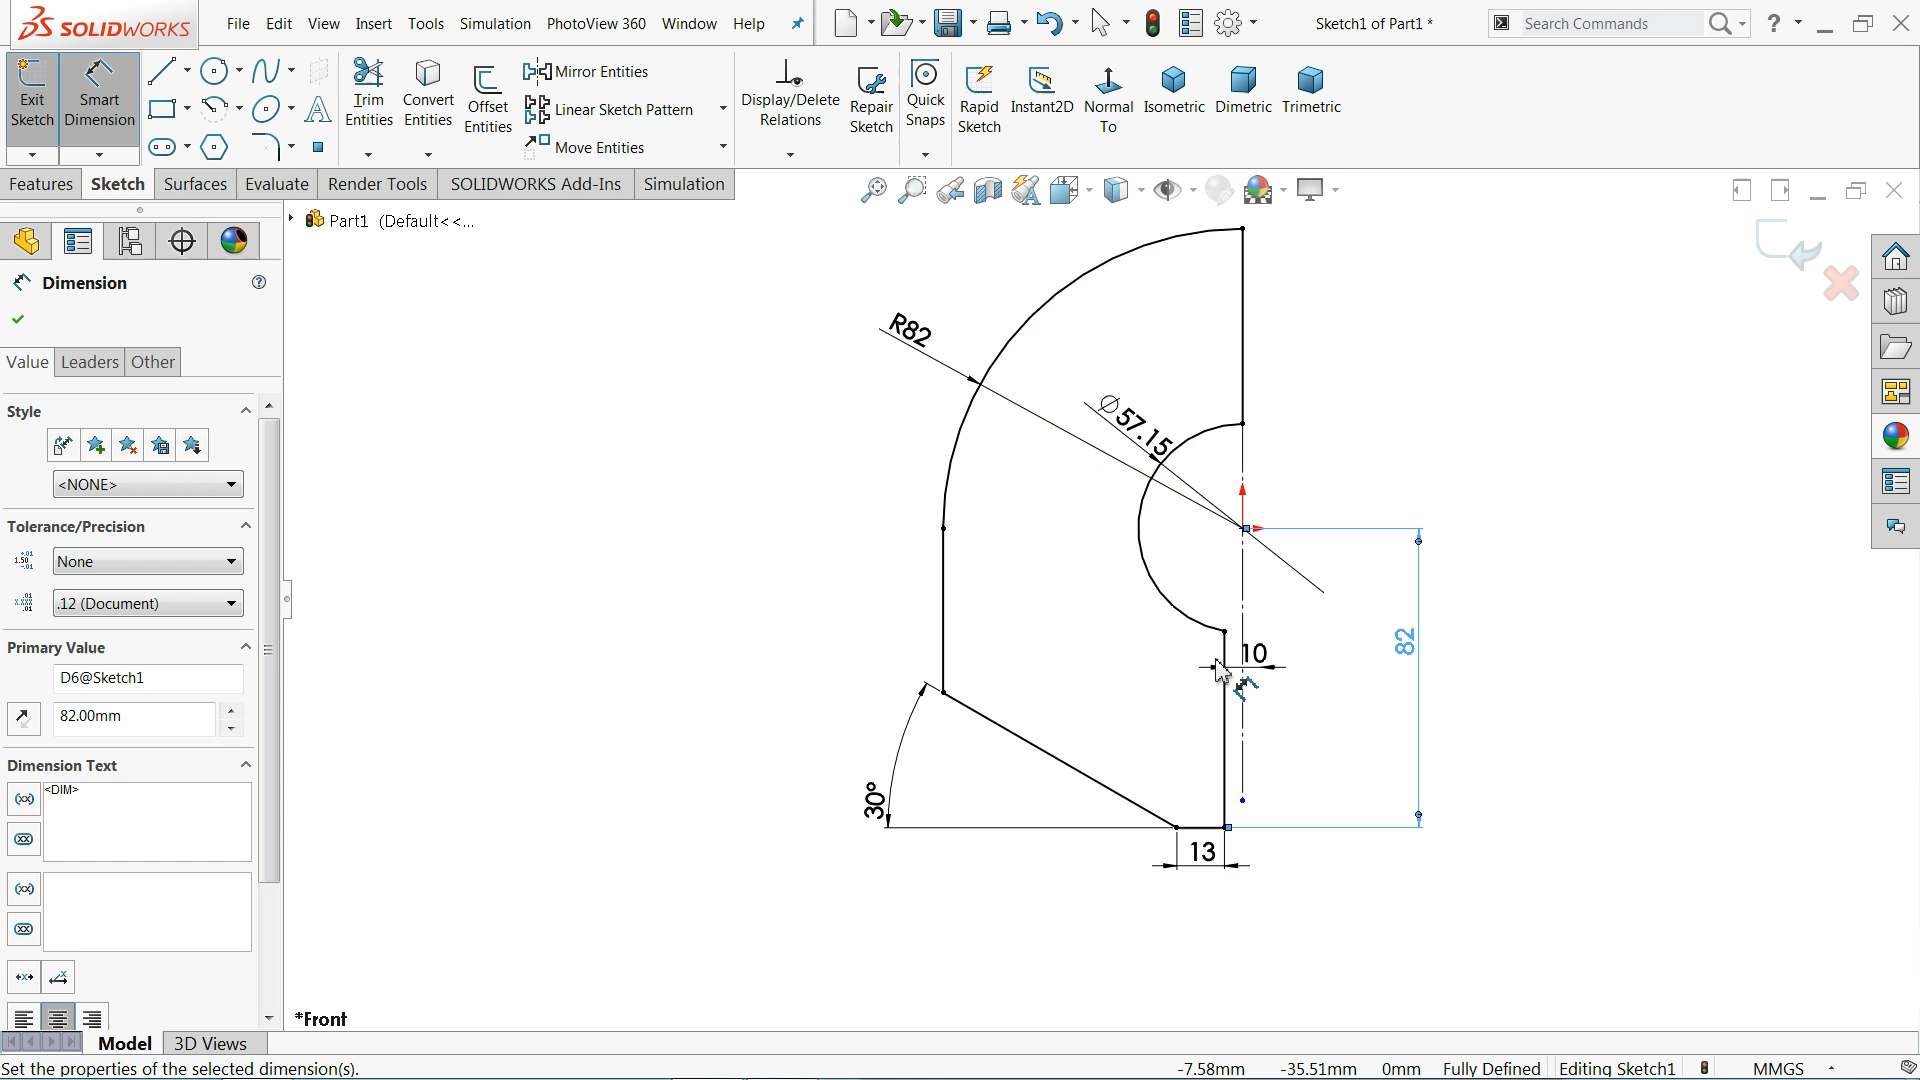 SOLIDWORKS
File Edit View Insert Tools Simulation PhotoView 360 Window Help
Sketch1 of Part1 *
Search Commands
Exit Sketch
Smart Dimension
Trim Entities
Convert Entities
Offset Entities
Mirror Entities
Linear Sketch Pattern
Move Entities
Display/Delete Relations
Repair Sketch
Quick Snaps
Rapid Sketch
Instant2D
Normal To
Isometric
Dimetric
Trimetric
Features Sketch Surfaces Evaluate Render Tools SOLIDWORKS Add-Ins Simulation
Part1 (Default<<...
Dimension
Value Leaders Other
Style
<NONE>
Tolerance/Precision
None
.12 (Document)
Primary Value
D6@Sketch1
82.00mm
Dimension Text
<DIM>
R82
∅57.15
10
82
30°
13
*Front
Model 3D Views
Set the properties of the selected dimension(s).
-7.58mm -35.51mm 0mm Fully Defined Editing Sketch1 MMGS